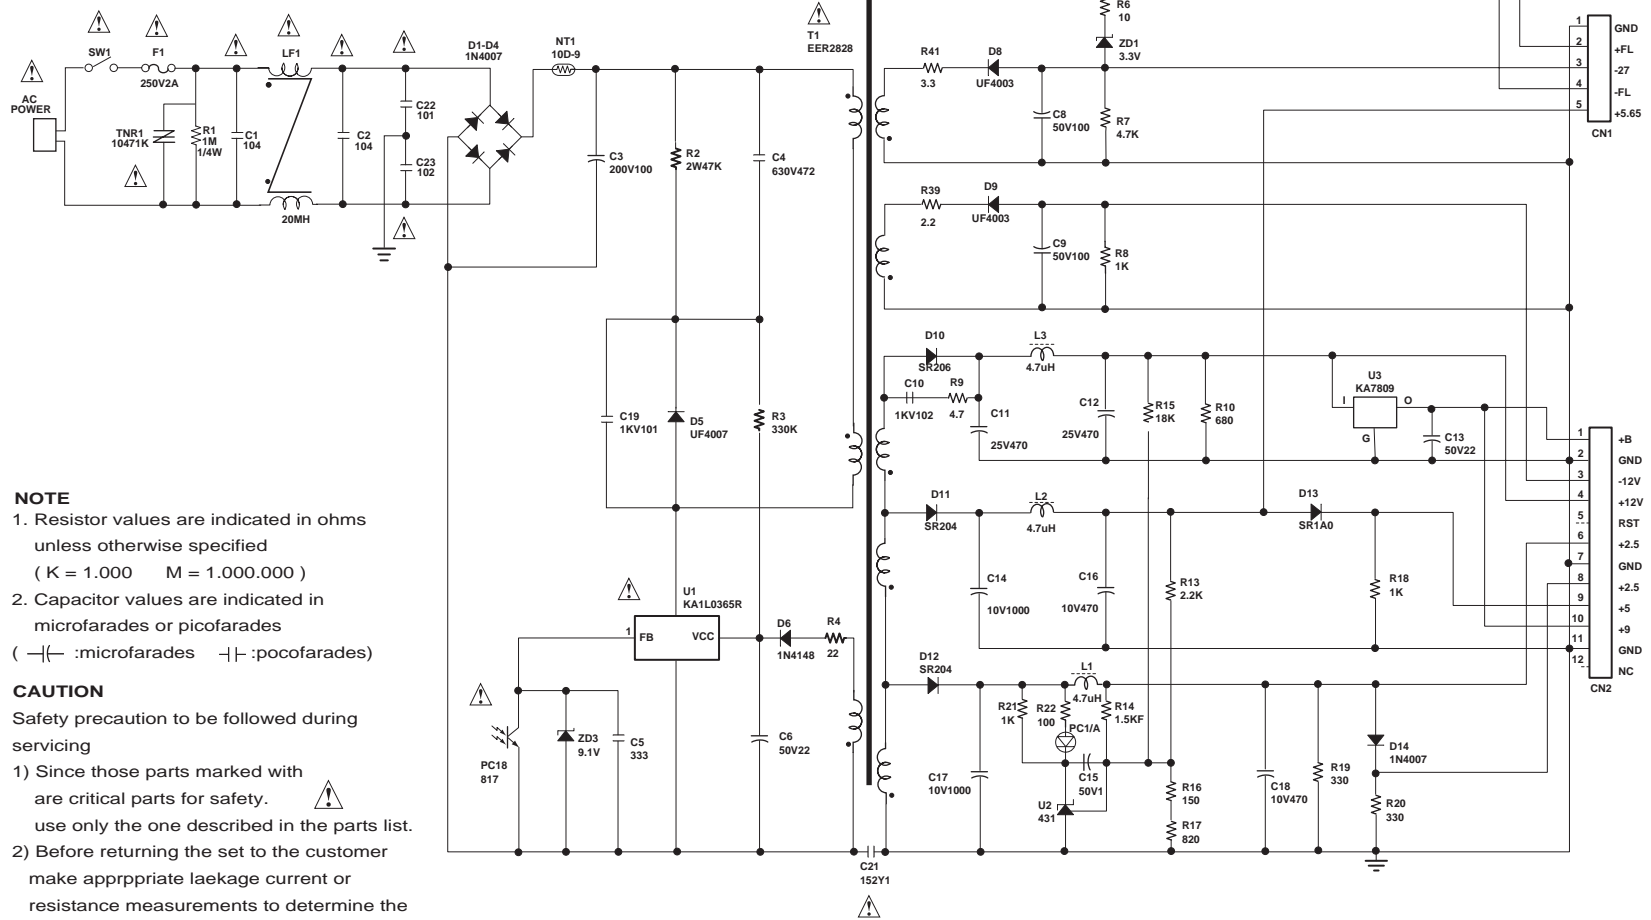 R6
10
T1
EER2828
ZD1
3.3V
SW1
F1
250V2A
LF1
D1-D4
1N4007
NT1
10D-9
R41
3.3
D8
UF4003
1
GND
2
+FL
3
-27
4
-FL
5
+5.65
CN1
AC
POWER
TNR1
10471K
R1
1M
1/4W
C1
104
C2
104
C22
101
C23
102
20MH
C3
200V100
R2
2W47K
C4
630V472
C8
50V100
R7
4.7K
R39
2.2
D9
UF4003
C9
50V100
R8
1K
D10
SR206
L3
4.7uH
C10
1KV102
R9
4.7
C11
25V470
C12
25V470
R15
18K
R10
680
U3
KA7809
I
O
G
C13
50V22
C19
1KV101
D5
UF4007
R3
330K
1
+B
2
GND
3
-12V
4
+12V
5
RST
6
+2.5
7
GND
8
+2.5
9
+5
10
+9
11
GND
12
NC
CN2
D11
SR204
L2
4.7uH
D13
SR1A0
C14
10V1000
C16
10V470
R13
2.2K
R18
1K
U1
KA1L0365R
1
FB
VCC
D6
1N4148
R4
22
D12
SR204
L1
4.7uH
R21
1K
R22
100
R14
1.5KF
PC1/A
C15
50V1
U2
431
C17
10V1000
R16
150
R17
820
C18
10V470
R19
330
D14
1N4007
R20
330
PC18
817
ZD3
9.1V
C5
333
C6
50V22
C21
152Y1
NOTE
1. Resistor values are indicated in ohms
unless otherwise specified
( K = 1.000 M = 1.000.000 )
2. Capacitor values are indicated in
microfarades or picofarades
( :microfarades :pocofarades)
CAUTION
Safety precaution to be followed during
servicing
1) Since those parts marked with
are critical parts for safety.
use only the one described in the parts list.
2) Before returning the set to the customer
make apprppriate laekage current or
resistance measurements to determine the